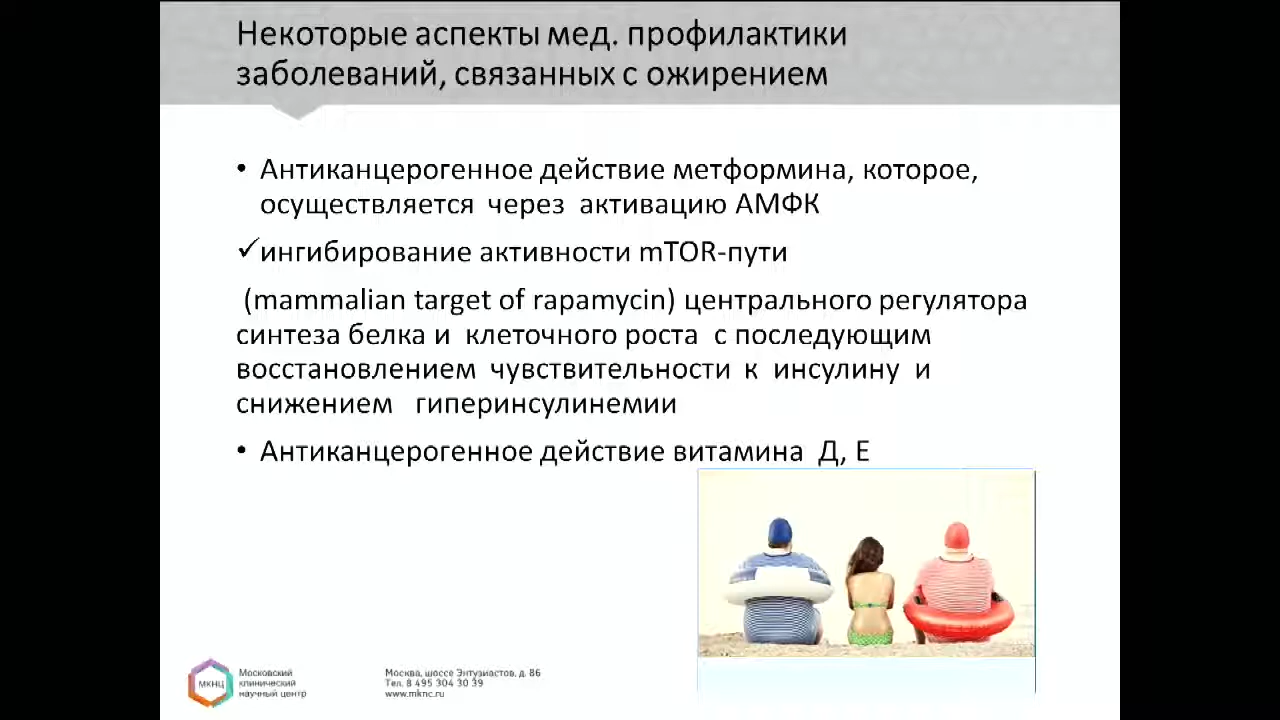 Некоторые аспекты мед. профилактики
заболеваний, связанных с ожирением
• Антиканцерогенное действие метформина, которое,
осуществляется через активацию АМФК
✓ингибирование активности mTOR-пути
(mammalian target of rapamycin) центрального регулятора
синтеза белка и клеточного роста с последующим
восстановлением чувствительности к инсулину и
снижением гиперинсулинемии
• Антиканцерогенное действие витамина Д, Е
МКНЦ
Московский
клинический
научный центр
Москва, шоссе Энтузиастов, д. 86
Тел. 8 495 304 30 39
www.mknc.ru